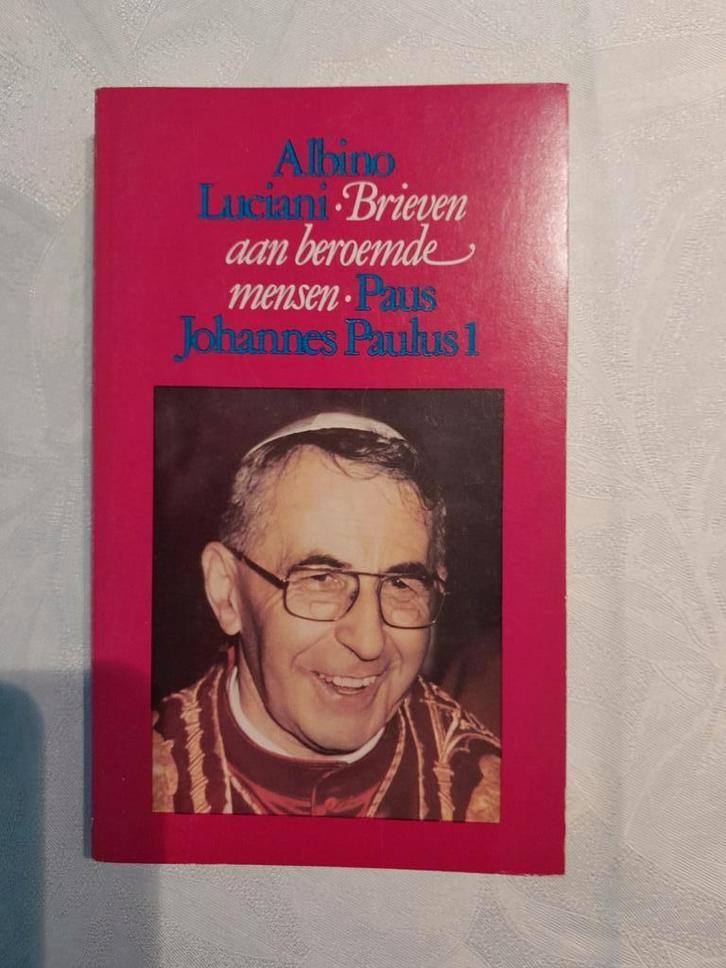 Albino
Luciani · Brieven
aan beroemde
mensen · Paus
Johannes Paulus 1